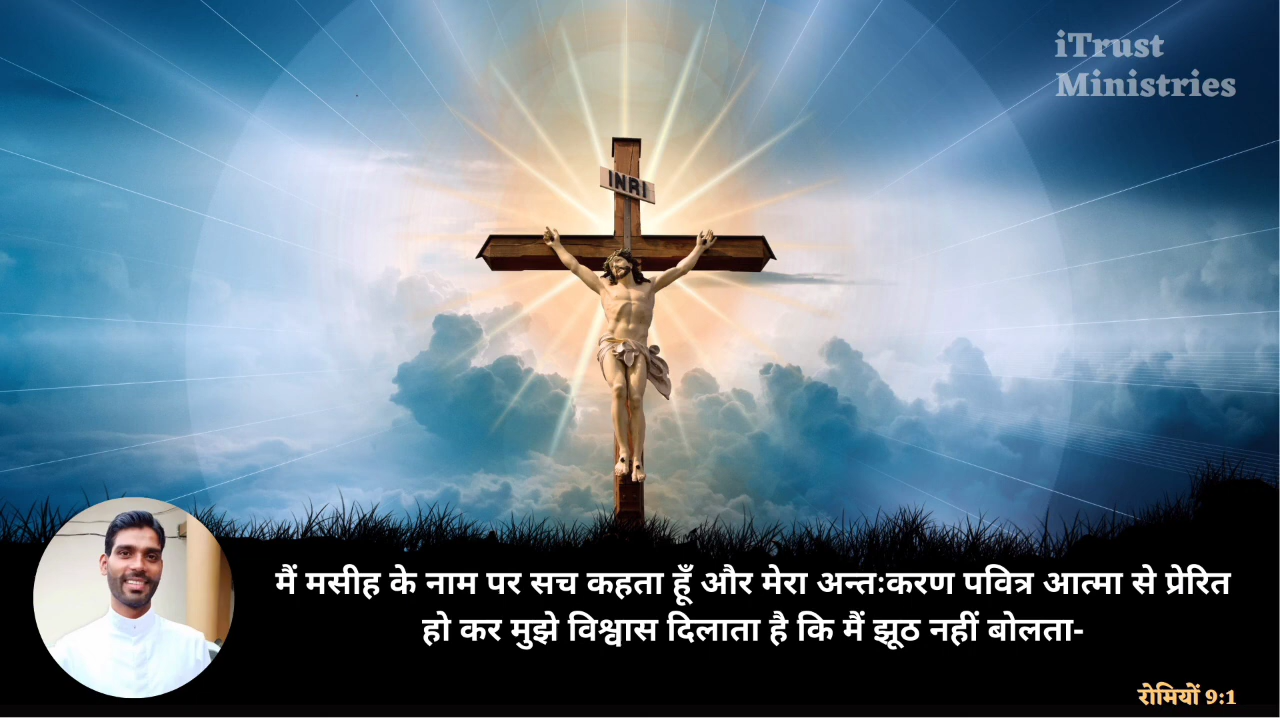 iTrust
Ministries
INRI
मैं मसीह के नाम पर सच कहता हूँ और मेरा अन्तःकरण पवित्र आत्मा से प्रेरित
हो कर मुझे विश्वास दिलाता है कि मैं झूठ नहीं बोलता-
रोमियों 9:1